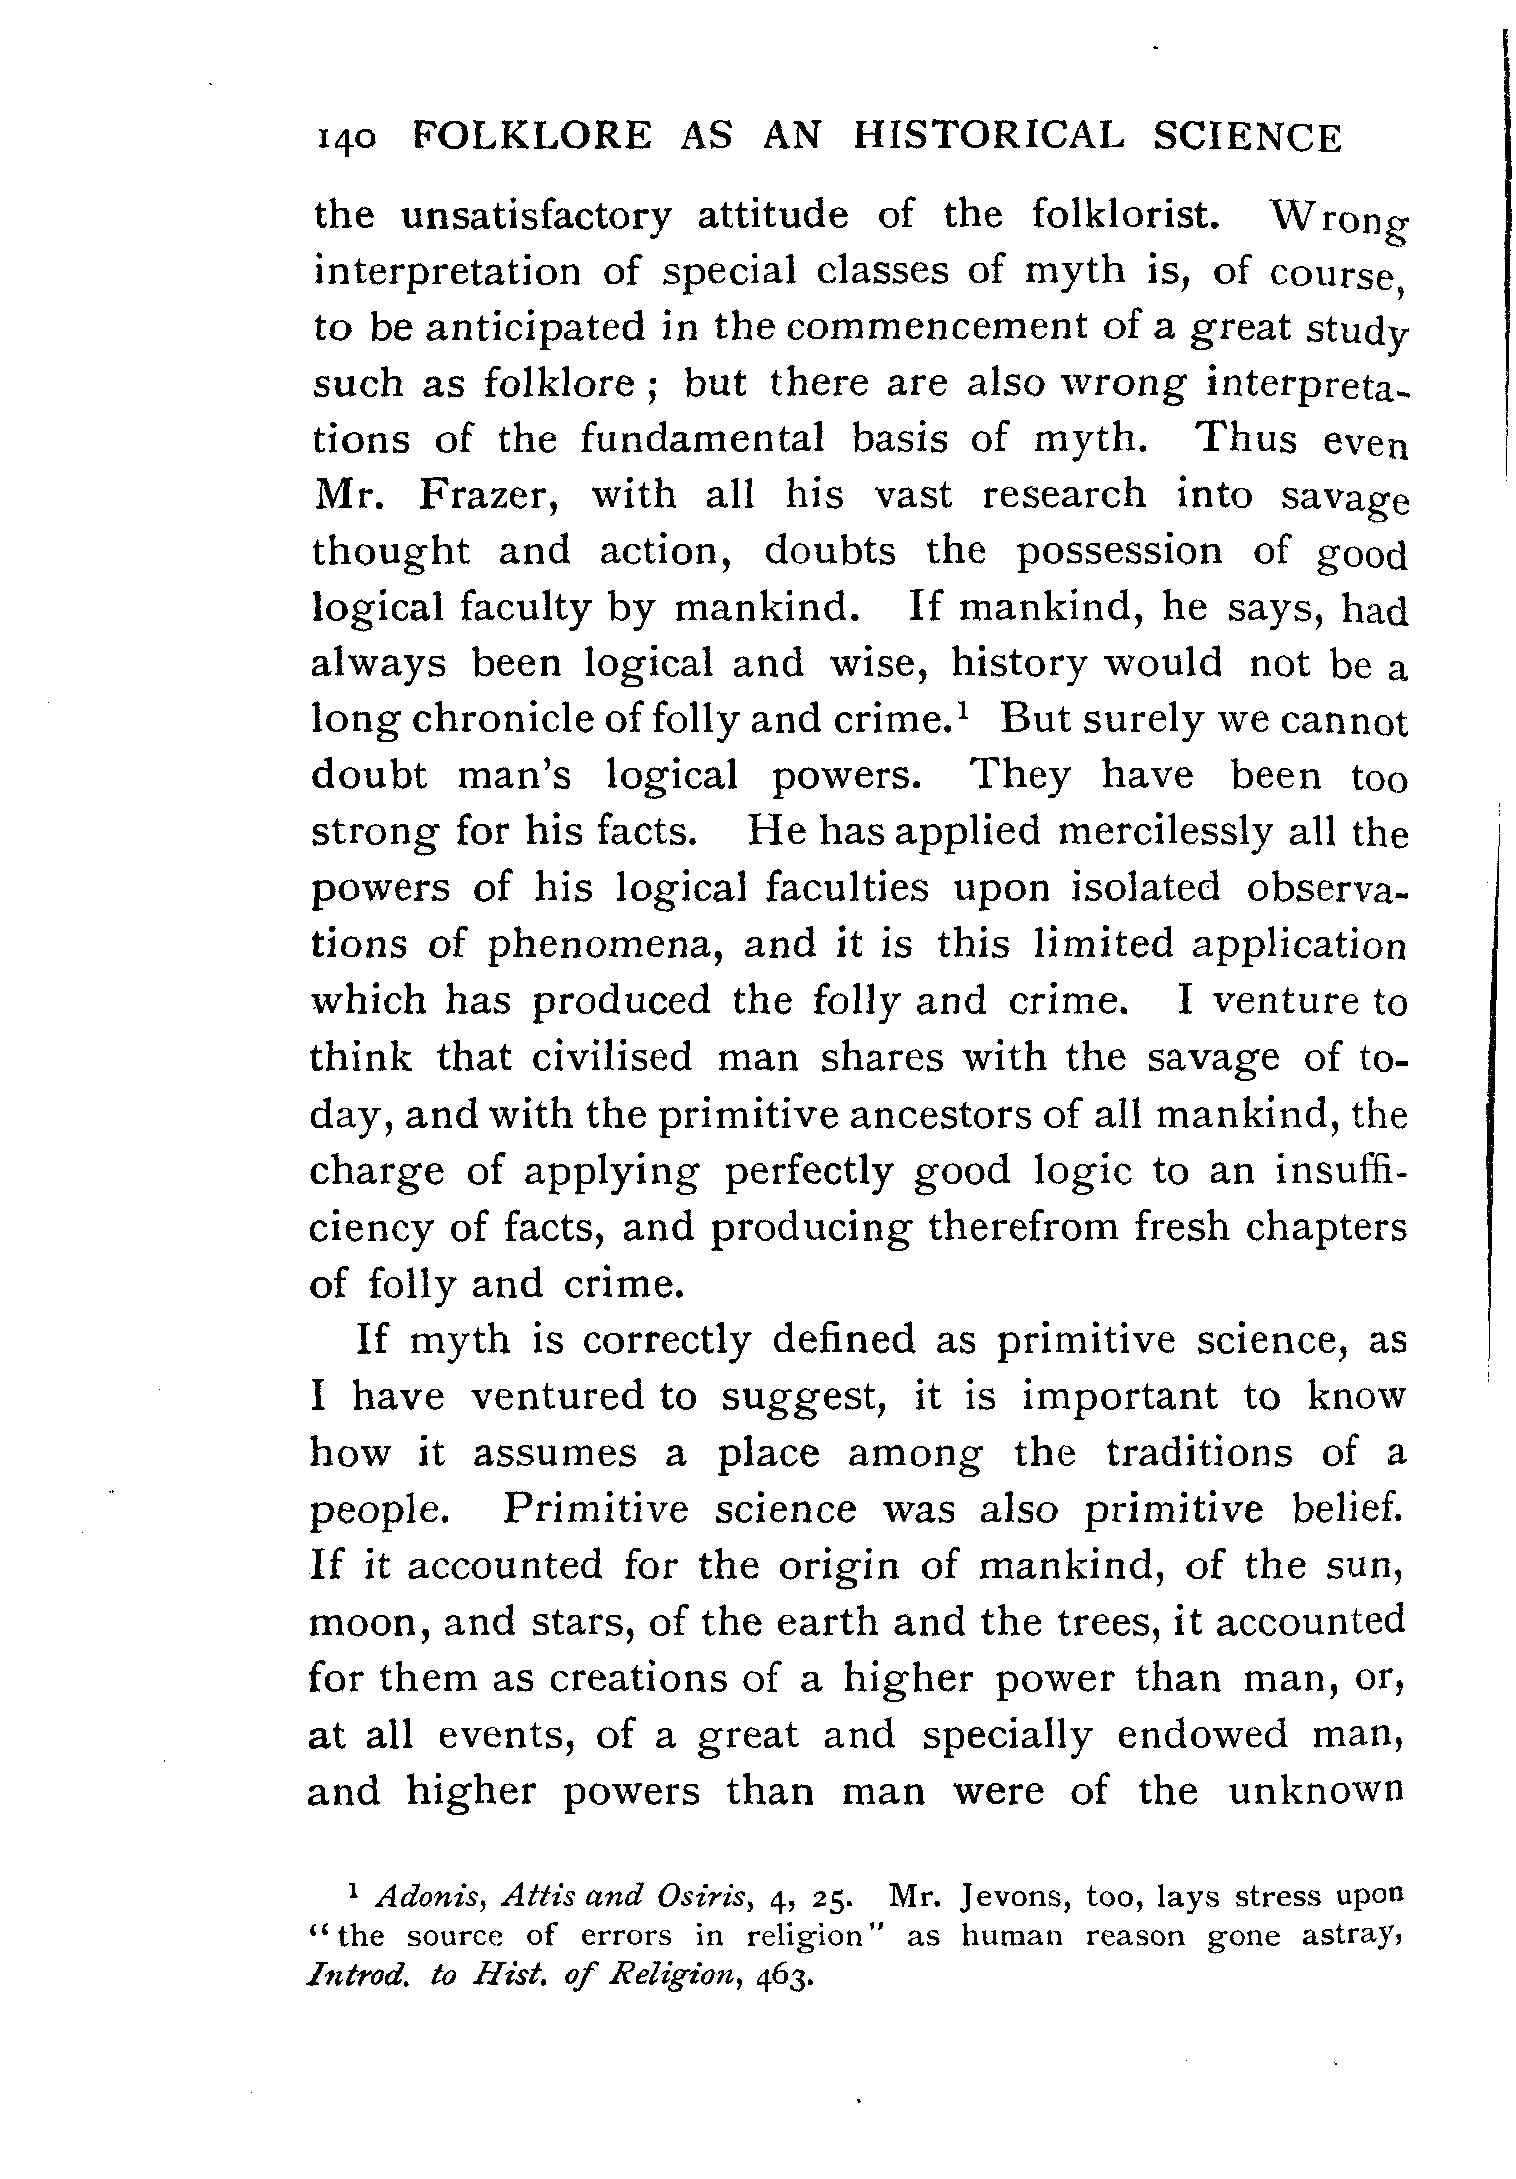 140 FOLKLORE AS AN HISTORICAL SCIENCE
the unsatisfactory attitude of the folklorist. Wrong
interpretation of special classes of myth is, of course,
to be anticipated in the commencement of a great study
such as folklore ; but there are also wrong interpreta-
tions of the fundamental basis of myth. Thus even
Mr. Frazer, with all his vast research into savage
thought and action, doubts the possession of good
logical faculty by mankind. If mankind, he says, had
always been logical and wise, history would not be a
long chronicle of folly and crime.¹ But surely we cannot
doubt man's logical powers. They have been too
strong for his facts. He has applied mercilessly all the
powers of his logical faculties upon isolated observa-
tions of phenomena, and it is this limited application
which has produced the folly and crime. I venture to
think that civilised man shares with the savage of to-
day, and with the primitive ancestors of all mankind, the
charge of applying perfectly good logic to an insuffi-
ciency of facts, and producing therefrom fresh chapters
of folly and crime.
If myth is correctly defined as primitive science, as
I have ventured to suggest, it is important to know
how it assumes a place among the traditions of a
people. Primitive science was also primitive belief.
If it accounted for the origin of mankind, of the sun,
moon, and stars, of the earth and the trees, it accounted
for them as creations of a higher power than man, or,
at all events, of a great and specially endowed man,
and higher powers than man were of the unknown
¹ Adonis, Attis and Osiris, 4, 25. Mr. Jevons, too, lays stress upon
"the source of errors in religion" as human reason gone astray,
Introd. to Hist. of Religion, 463.